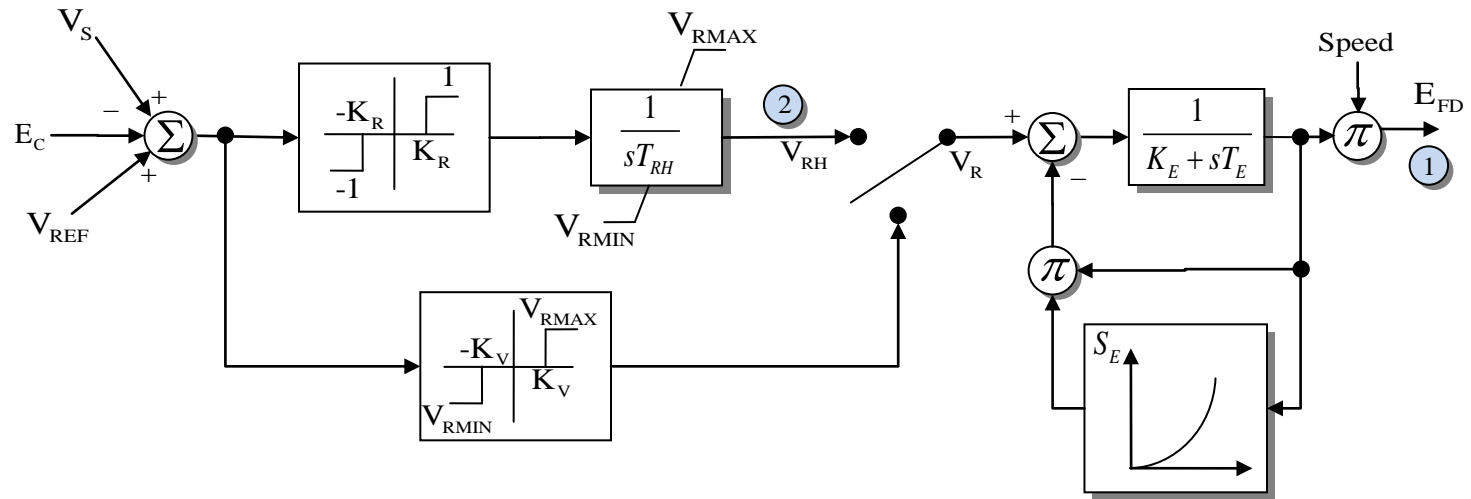 V_S
E_C
V_REF
+
−
+
Σ
-K_R
1
K_R
-1
V_RMAX
1
sT_RH
V_RMIN
2
V_RH
V_R
+
Σ
−
1
K_E + sT_E
Speed
π
E_FD
1
π
V_RMAX
-K_V
K_V
V_RMIN
S_E